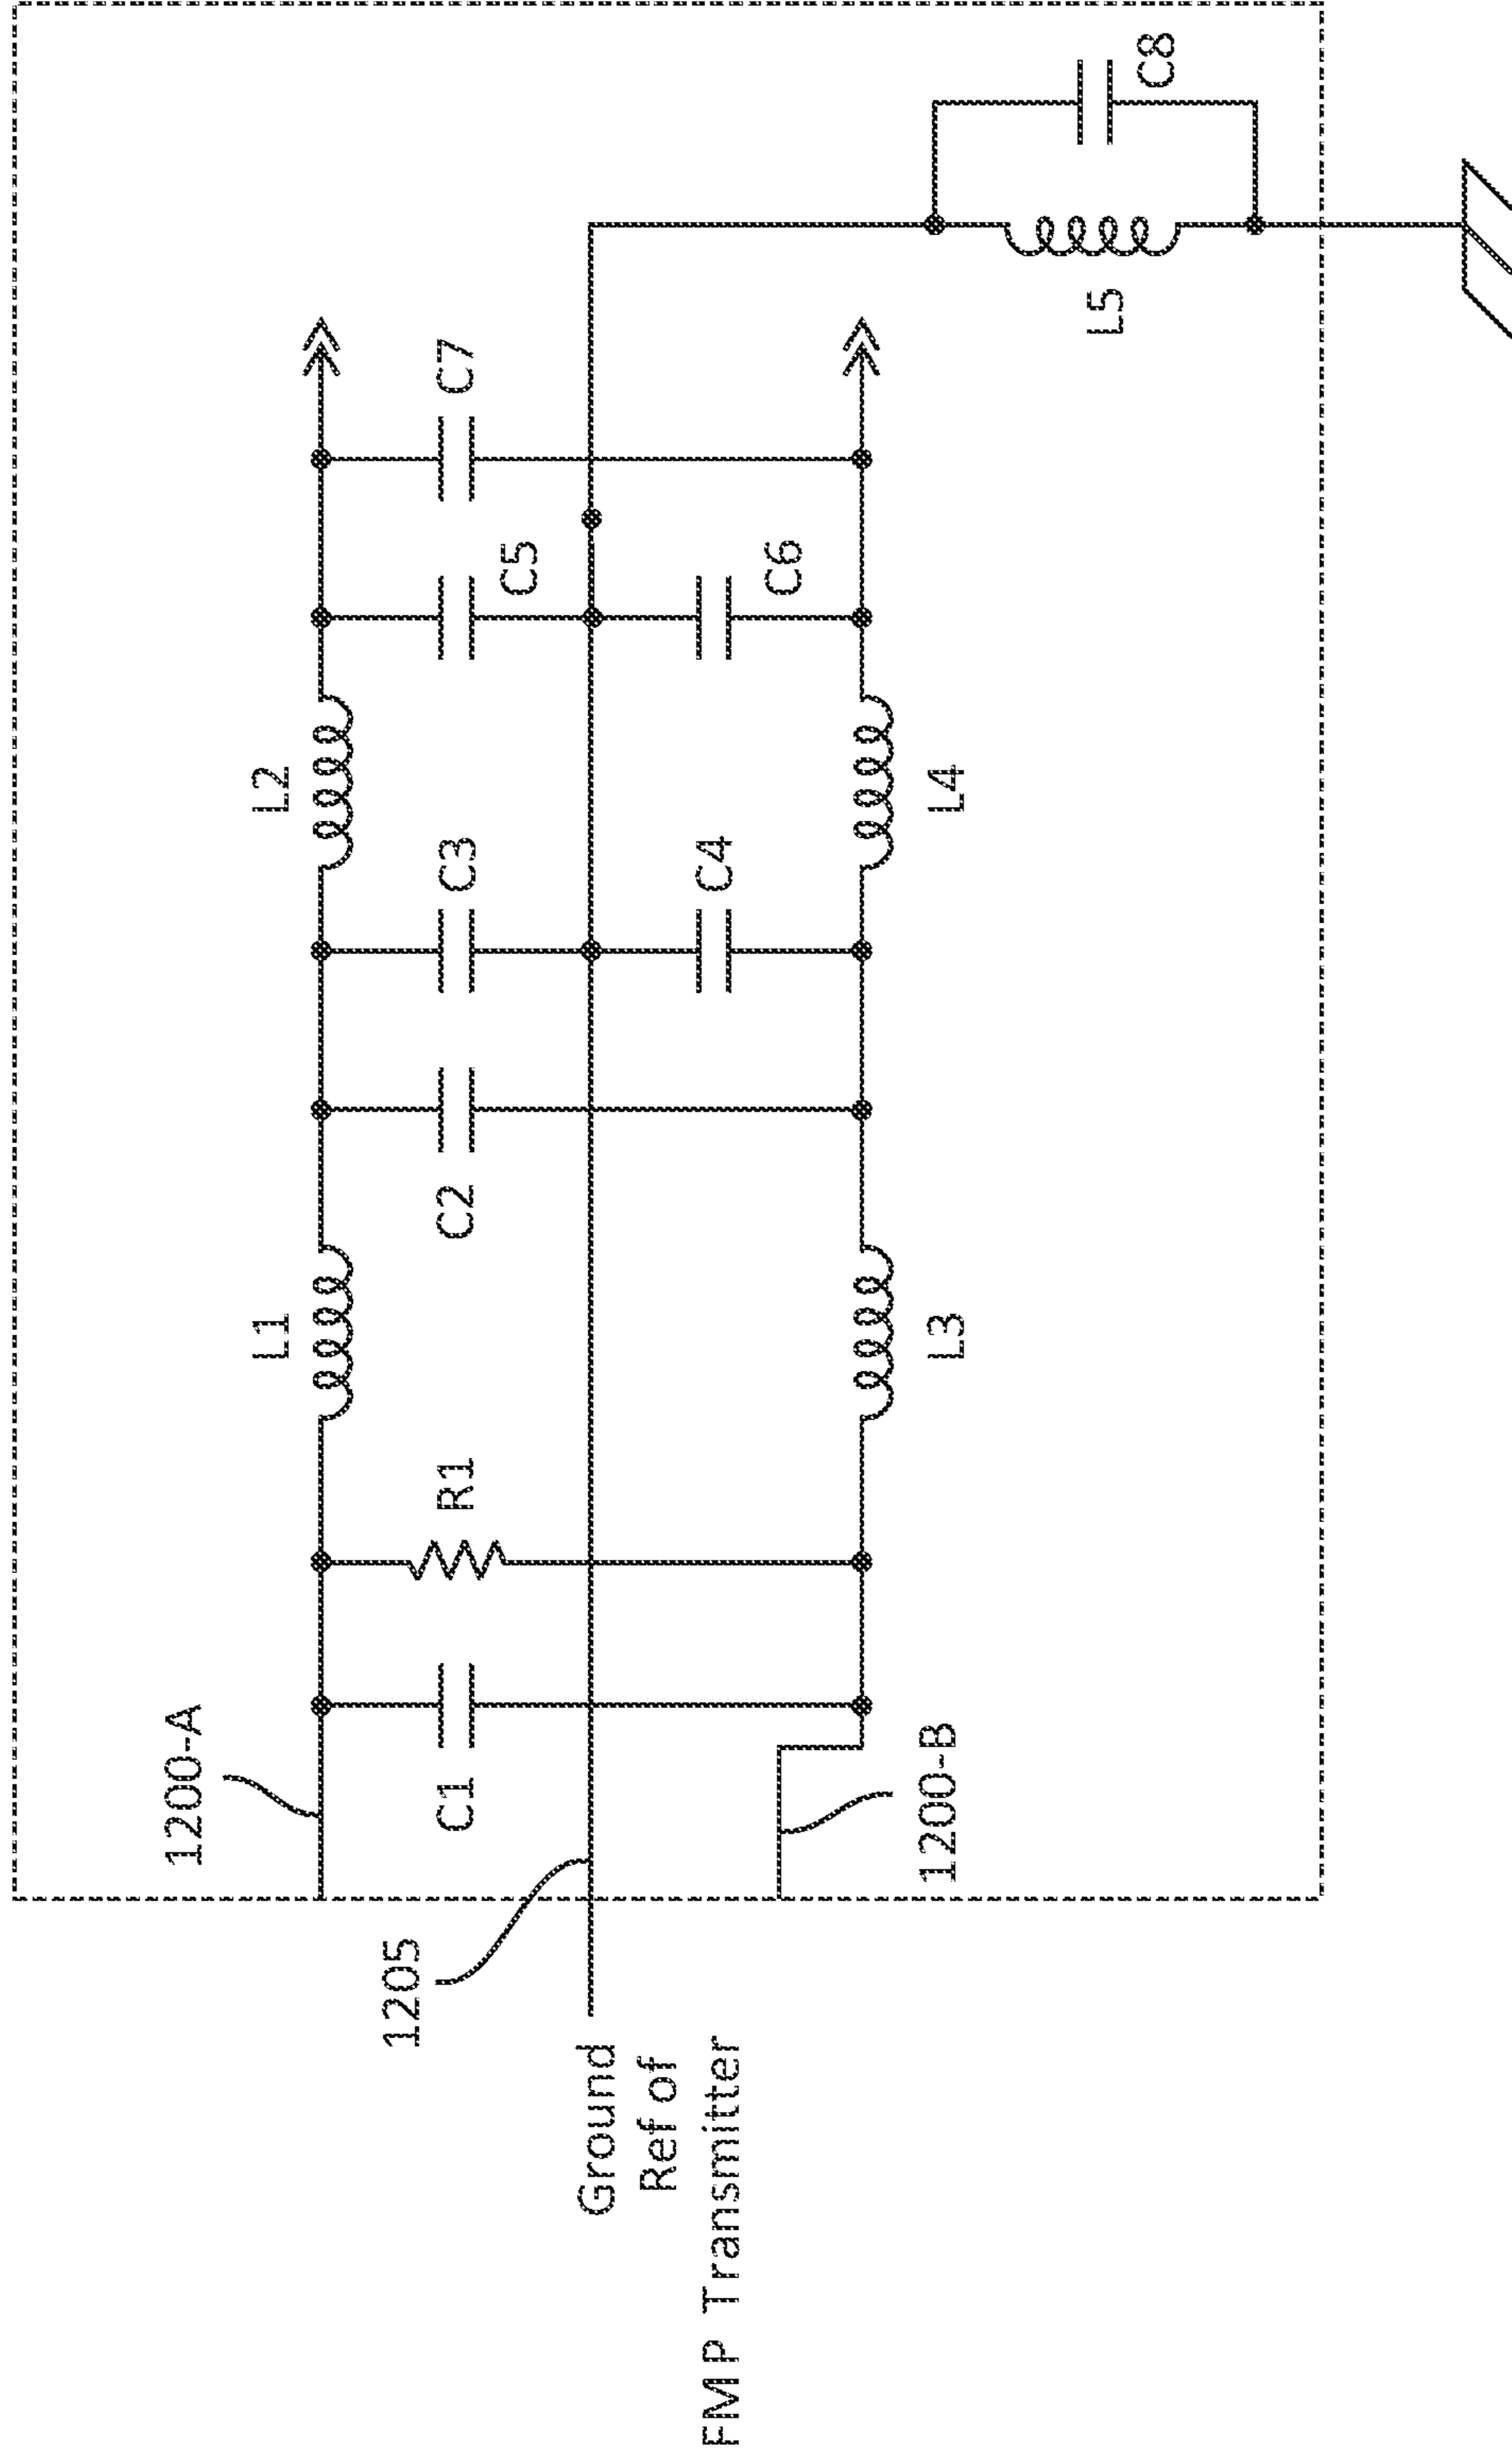 1200-A
L1
L2
1205
C1
R1
C2
C3
C5
C7
C4
C6
Ground
Ref of
FMP Transmitter
1200-B
L3
L4
L5
C8